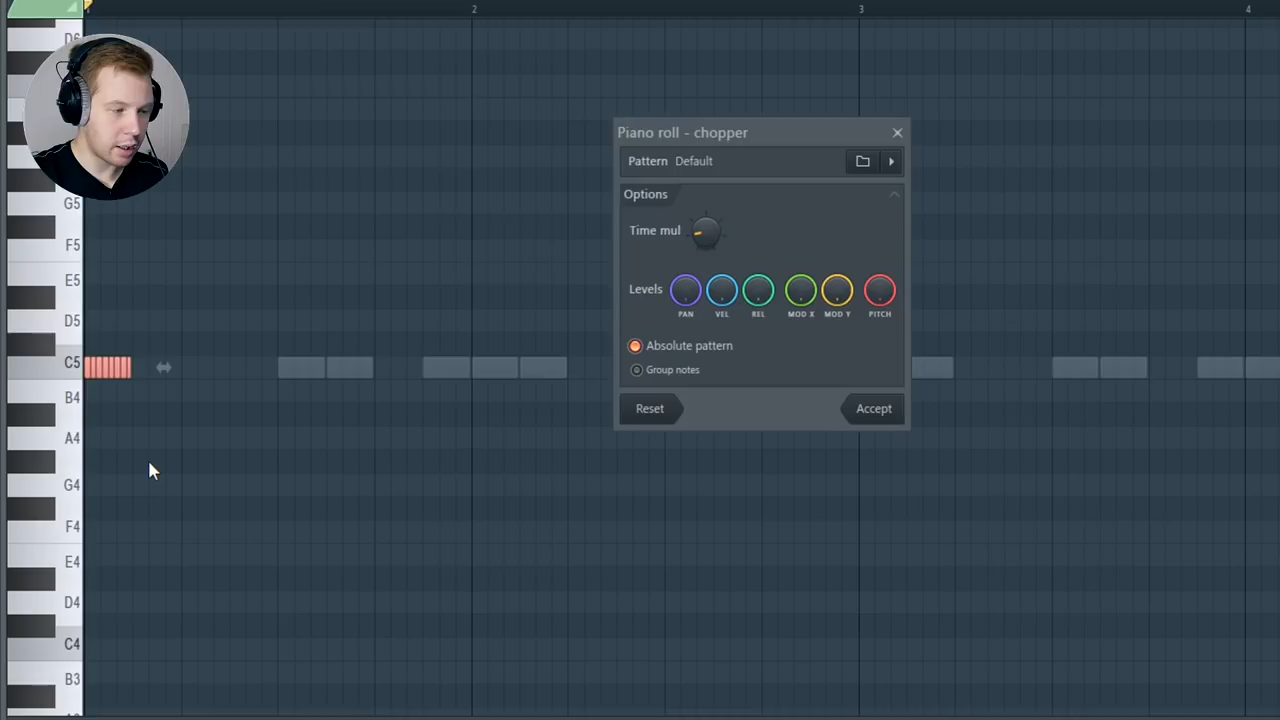 2
3
4
D6
Piano roll - chopper
Pattern Default
Options
G5
Time mul
F5
E5
Levels
PAN VEL REL MOD X MOD Y PITCH
D5
Absolute pattern
C5
Group notes
B4
Reset Accept
A4
G4
F4
E4
D4
C4
B3